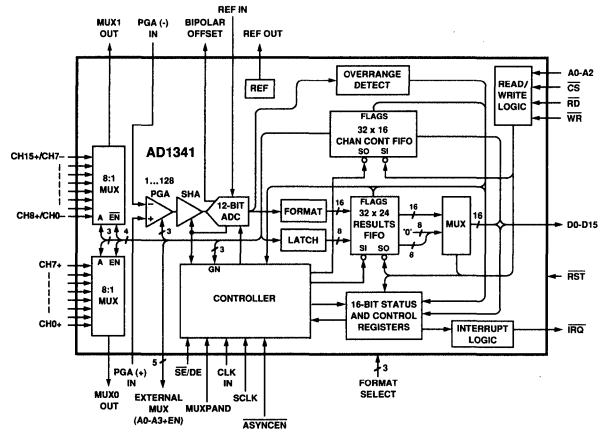 REF IN
MUX1
OUT
PGA (-)
IN
BIPOLAR
OFFSET
REF OUT
REF
OVERRANGE
DETECT
READ/
WRITE
LOGIC
A0-A2
CS
RD
WR
FLAGS
32 x 16
CHAN CONT FIFO
SO SI
AD1341
CH15+/CH7-
CH8+/CH0-
8:1
MUX
A EN
1...128
PGA
SHA
12-BIT
ADC
FORMAT
16
LATCH
8
FLAGS
32 x 24
RESULTS
FIFO
SI SO
16
'0'
8
8
MUX
16
D0-D15
3
4
3
3
A EN
8:1
MUX
CH7+
CH0+
GN
CONTROLLER
16-BIT STATUS
AND CONTROL
REGISTERS
INTERRUPT
LOGIC
RST
IRQ
MUX0
OUT
PGA (+)
IN
5
EXTERNAL
MUX
(A0-A3+EN)
SE/DE
MUXPAND
CLK
IN
SCLK
ASYNCEN
3
FORMAT
SELECT